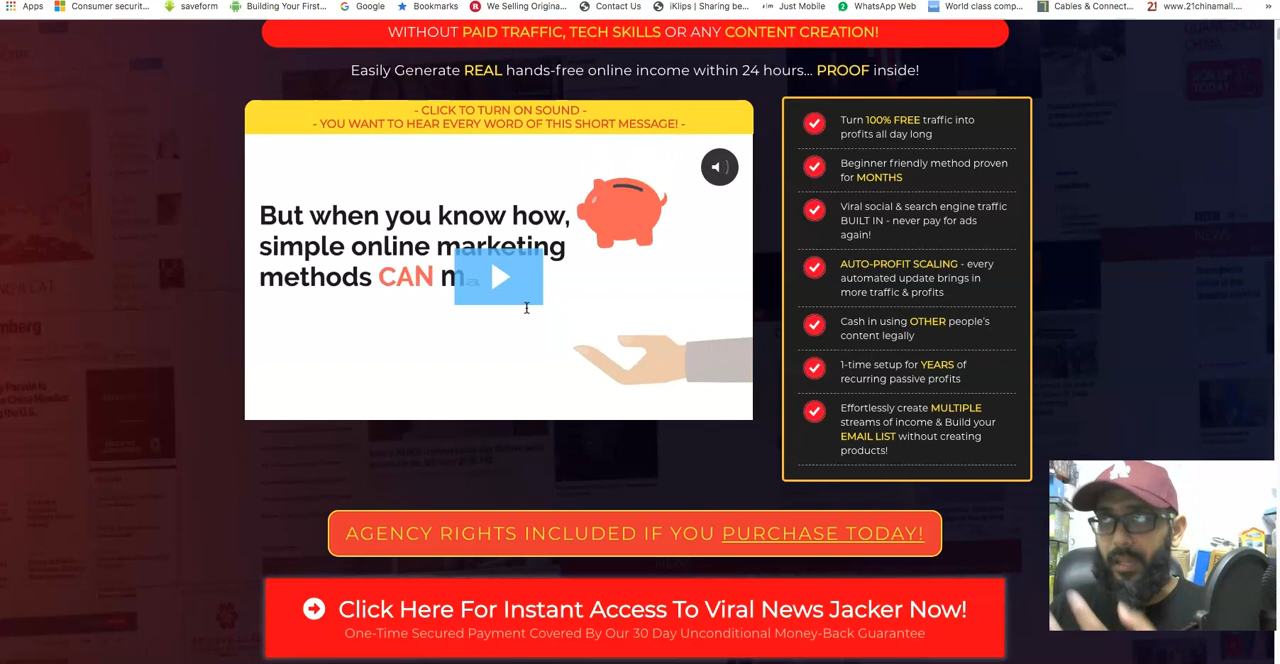 Apps
Consumer securit...
saveform
Building Your First...
Google
Bookmarks
We Selling Origina...
Contact Us
iKlips | Sharing be...
Just Mobile
WhatsApp Web
World class comp...
Cables & Connect...
www.21chinamall....
»
WITHOUT PAID TRAFFIC, TECH SKILLS OR ANY CONTENT CREATION!
Easily Generate REAL hands-free online income within 24 hours... PROOF inside!
- CLICK TO TURN ON SOUND -
- YOU WANT TO HEAR EVERY WORD OF THIS SHORT MESSAGE! -
But when you know how,
simple online marketing
methods CAN ma
Turn 100% FREE traffic into
profits all day long
Beginner friendly method proven
for MONTHS
Viral social & search engine traffic
BUILT IN - never pay for ads
again!
AUTO-PROFIT SCALING - every
automated update brings in
more traffic & profits
Cash in using OTHER people's
content legally
1-time setup for YEARS of
recurring passive profits
Effortlessly create MULTIPLE
streams of income & Build your
EMAIL LIST without creating
products!
AGENCY RIGHTS INCLUDED IF YOU PURCHASE TODAY!
Click Here For Instant Access To Viral News Jacker Now!
One-Time Secured Payment Covered By Our 30 Day Unconditional Money-Back Guarantee